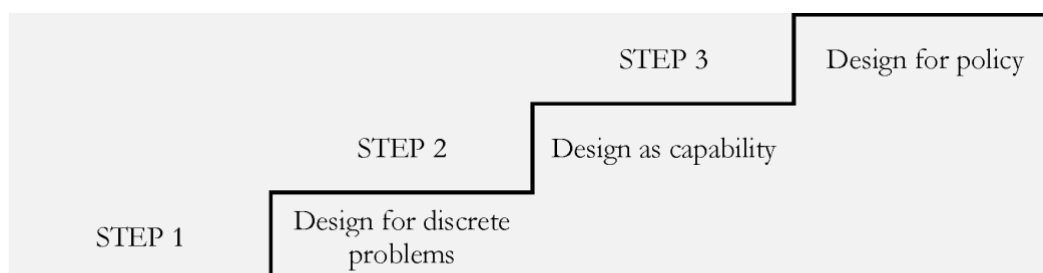 STEP 3
Design for policy
STEP 2
Design as capability
STEP 1
Design for discrete
problems